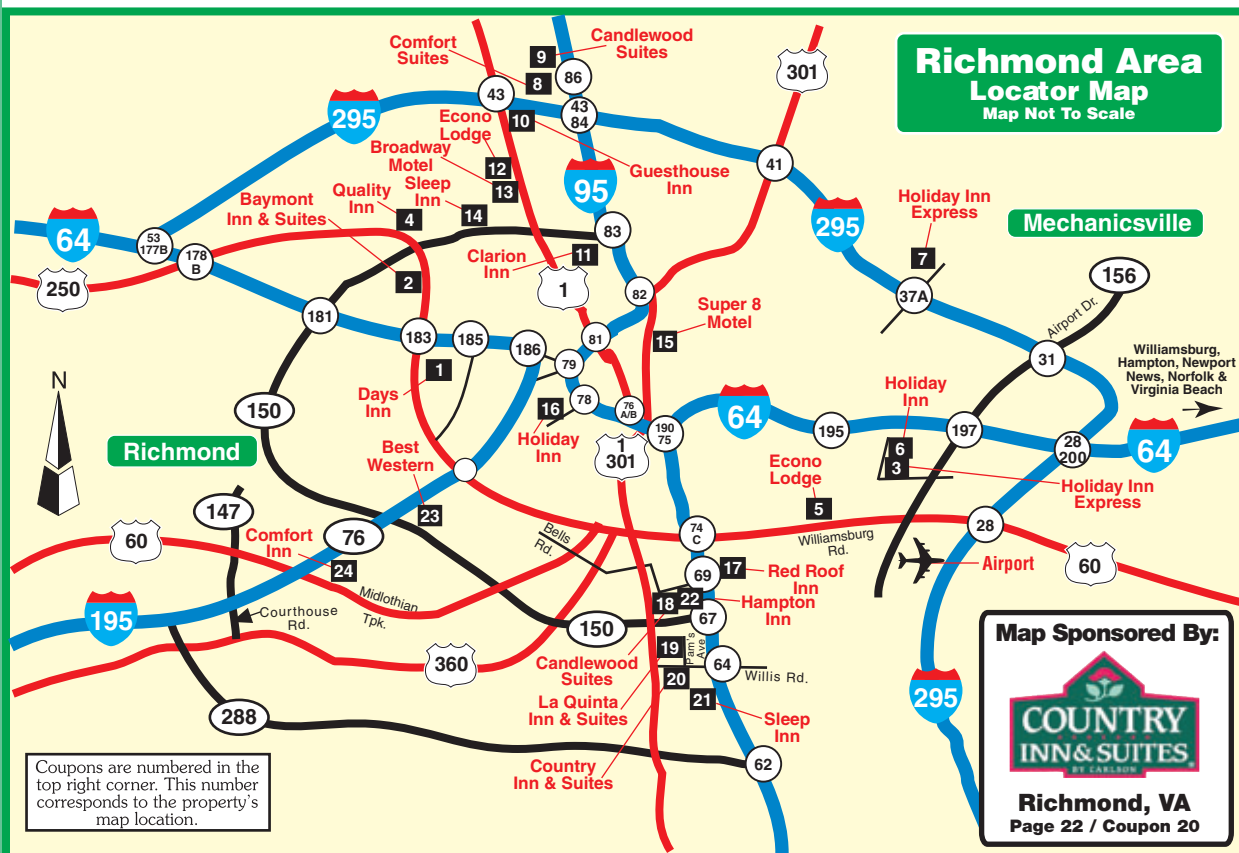 Richmond Area
Locator Map
Map Not To Scale
Comfort
Suites
9
Candlewood
Suites
8
86
301
43
43
84
295
10
Econo
Lodge
12
Broadway
Motel
13
Guesthouse
Inn
95
41
Quality
Inn
4
Sleep
Inn
14
Baymont
Inn & Suites
2
295
Holiday Inn
Express
7
Mechanicsville
64
53
177B
178
B
250
83
Clarion
Inn
11
1
82
37A
156
Airport Dr.
181
183
185
186
81
79
Super 8
Motel
15
31
Williamsburg,
Hampton, Newport
News, Norfolk &
Virginia Beach
N
1
Days
Inn
150
78
76
A/B
16
Holiday
Inn
190
75
64
195
Holiday
Inn
6
3
197
28
200
64
Holiday Inn
Express
Richmond
Best
Western
23
1
301
Econo
Lodge
5
147
76
60
Comfort
Inn
24
Bells
Rd.
74
C
Williamsburg
Rd.
28
Airport
60
69
17
Red Roof
Inn
18
22
Hampton
Inn
195
Midlothian
Tpk.
Courthouse
Rd.
150
67
Pam's
Ave
360
Candlewood
Suites
19
64
Willis Rd.
La Quinta
Inn & Suites
20
21
Sleep
Inn
288
Country
Inn & Suites
62
295
Coupons are numbered in the
top right corner. This number
corresponds to the property's
map location.
Map Sponsored By:
COUNTRY
INN & SUITES
BY CARLSON
Richmond, VA
Page 22 / Coupon 20